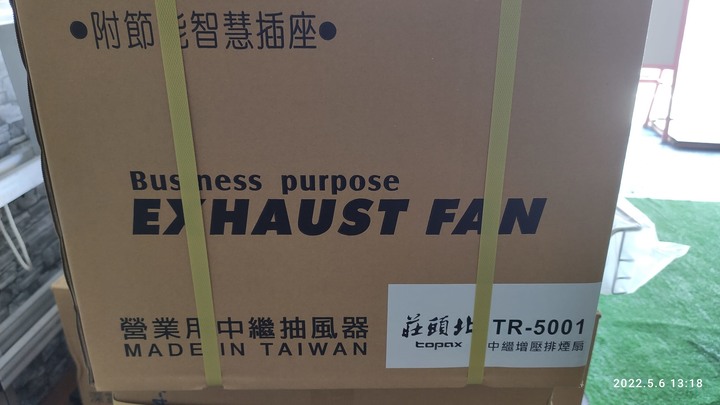 ●附節能智慧插座●
Business purpose
EXHAUST FAN
營業用中繼抽風器
MADE IN TAIWAN
莊頭北 TR-5001
topax 中繼增壓排煙扇
2022.5.6 13:18